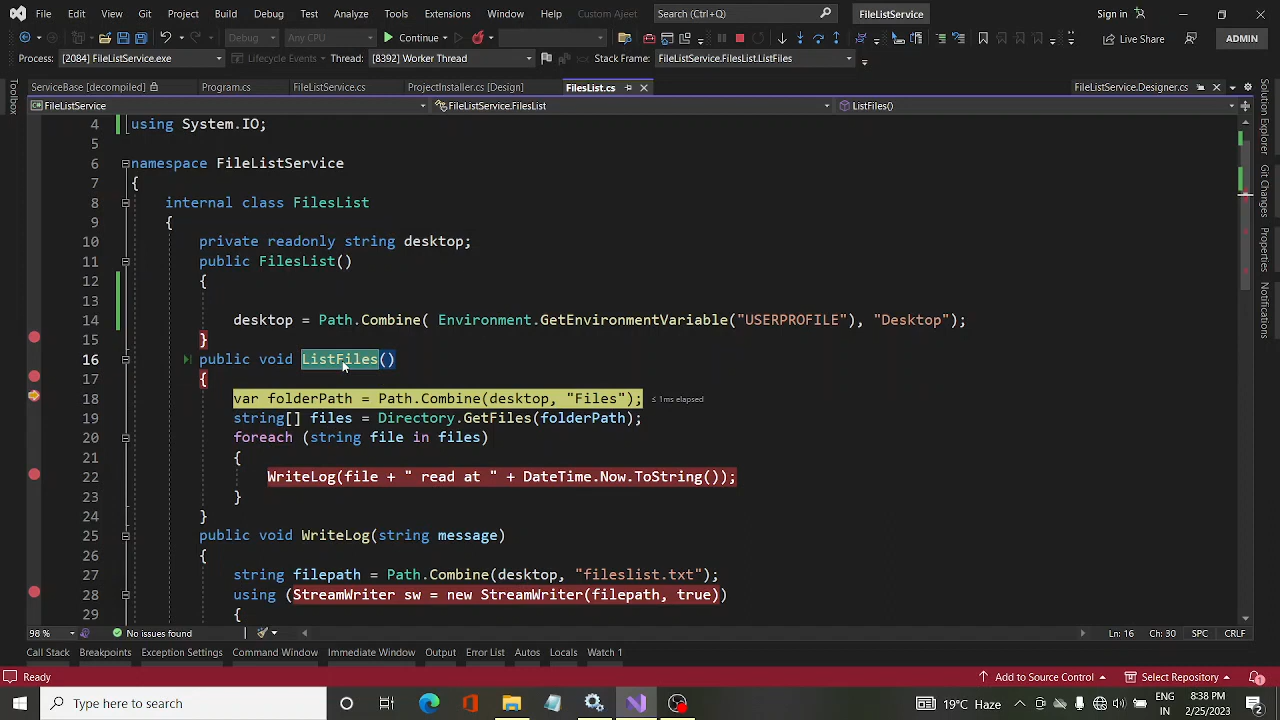 File Edit View Git Project Build Debug Test Analyze Tools Extensions Window Help Custom Ajeet Search (Ctrl+Q) FileListService Sign in
Debug Any CPU Continue Live Share ADMIN
Process: [2084] FileListService.exe Lifecycle Events Thread: [8392] Worker Thread Stack Frame: FileListService.FilesList.ListFiles
ServiceBase [decompiled] Program.cs FileListService.cs ProjectInstaller.cs [Design] FilesList.cs FileListService.Designer.cs
FileListService FileListService.FilesList ListFiles()
Toolbox
Solution Explorer
Git Changes
Properties
Notifications
4 using System.IO;
5
6 namespace FileListService
7 {
8 internal class FilesList
9 {
10 private readonly string desktop;
11 public FilesList()
12 {
13
14 desktop = Path.Combine( Environment.GetEnvironmentVariable("USERPROFILE"), "Desktop");
15 }
16 public void ListFiles()
17 {
18 var folderPath = Path.Combine(desktop, "Files"); ≤ 1ms elapsed
19 string[] files = Directory.GetFiles(folderPath);
20 foreach (string file in files)
21 {
22 WriteLog(file + " read at " + DateTime.Now.ToString());
23 }
24 }
25 public void WriteLog(string message)
26 {
27 string filepath = Path.Combine(desktop, "fileslist.txt");
28 using (StreamWriter sw = new StreamWriter(filepath, true))
29 {
98 % No issues found Ln: 16 Ch: 30 SPC CRLF
Call Stack Breakpoints Exception Settings Command Window Immediate Window Output Error List Autos Locals Watch 1
Ready Add to Source Control Select Repository 1
Type here to search 19°C Haze ENG 8:38 PM
IN 2/25/2023 2